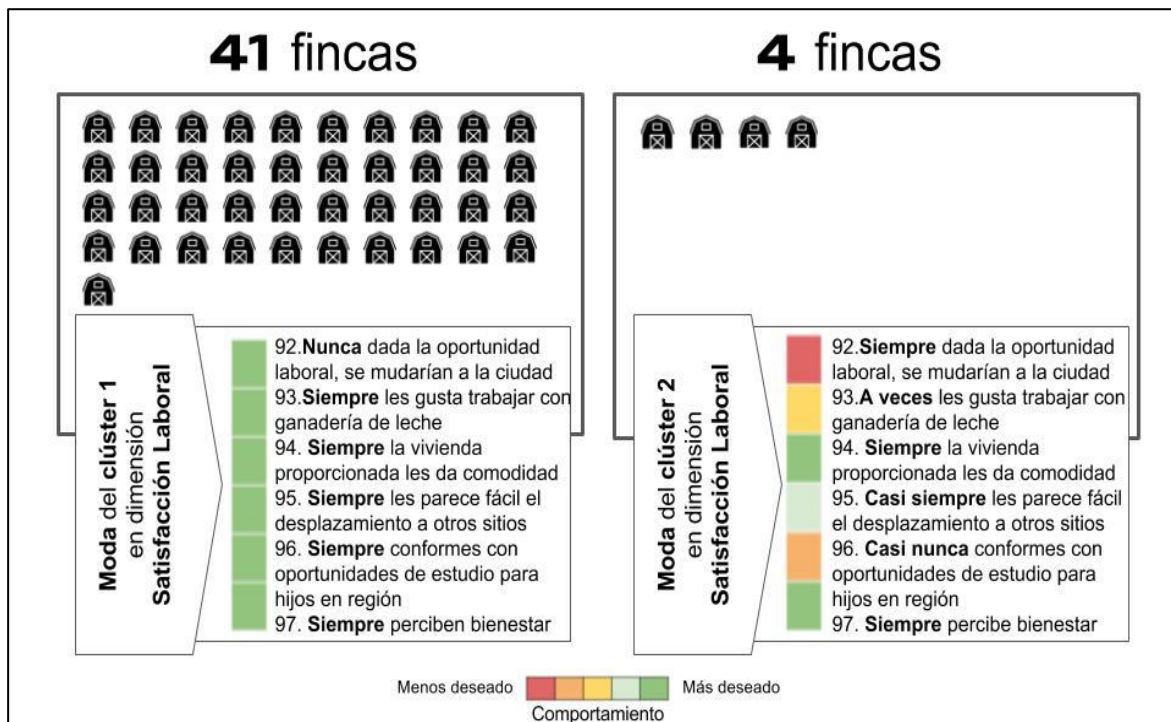 41 fincas
4 fincas
Moda del clúster 1
en dimensión
Satisfacción Laboral
92.Nunca dada la oportunidad
laboral, se mudarían a la ciudad
93.Siempre les gusta trabajar con
ganadería de leche
94. Siempre la vivienda
proporcionada les da comodidad
95. Siempre les parece fácil el
desplazamiento a otros sitios
96. Siempre conformes con
oportunidades de estudio para
hijos en región
97. Siempre perciben bienestar
Moda del clúster 2
en dimensión
Satisfacción Laboral
92.Siempre dada la oportunidad
laboral, se mudarían a la ciudad
93.A veces les gusta trabajar con
ganadería de leche
94. Siempre la vivienda
proporcionada les da comodidad
95. Casi siempre les parece fácil
el desplazamiento a otros sitios
96. Casi nunca conformes con
oportunidades de estudio para
hijos en región
97. Siempre percibe bienestar
Menos deseado
Más deseado
Comportamiento